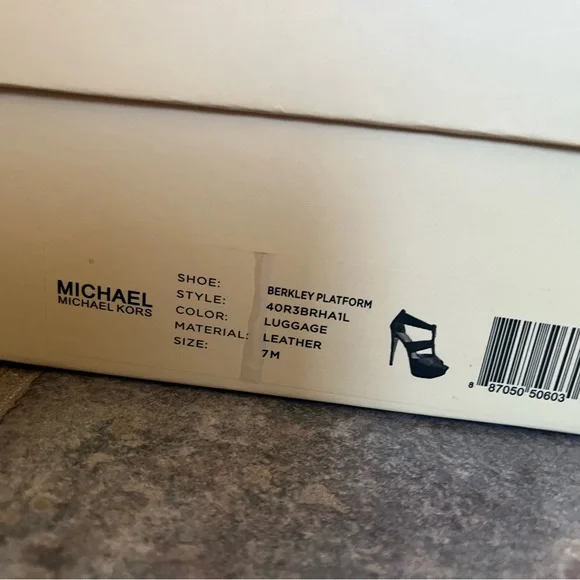 MICHAEL
MICHAEL KORS
SHOE: BERKLEY PLATFORM
STYLE: 40R3BRHA1L
COLOR: LUGGAGE
MATERIAL: LEATHER
SIZE: 7M
8 87050 50603